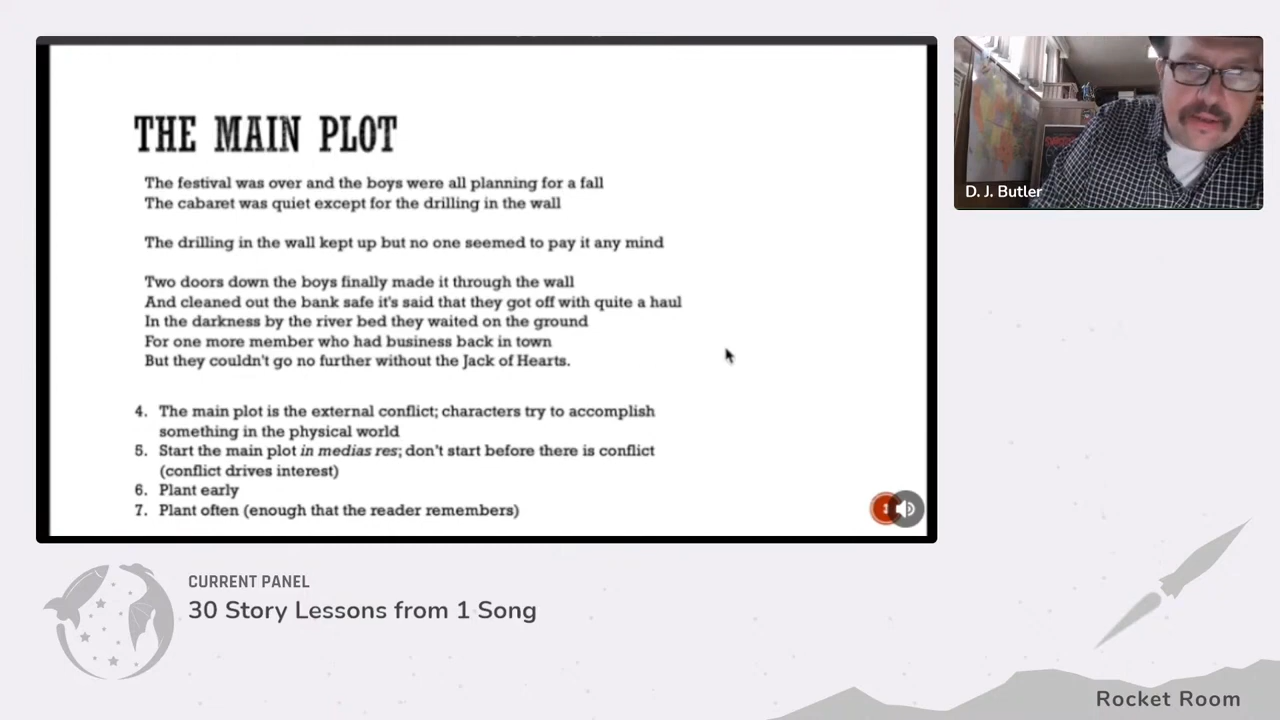 THE MAIN PLOT
The festival was over and the boys were all planning for a fall
The cabaret was quiet except for the drilling in the wall
The drilling in the wall kept up but no one seemed to pay it any mind
Two doors down the boys finally made it through the wall
And cleaned out the bank safe it's said that they got off with quite a haul
In the darkness by the river bed they waited on the ground
For one more member who had business back in town
But they couldn't go no further without the Jack of Hearts.
4. The main plot is the external conflict; characters try to accomplish
something in the physical world
5. Start the main plot in medias res; don't start before there is conflict
(conflict drives interest)
6. Plant early
7. Plant often (enough that the reader remembers)
D. J. Butler
CURRENT PANEL
30 Story Lessons from 1 Song
Rocket Room